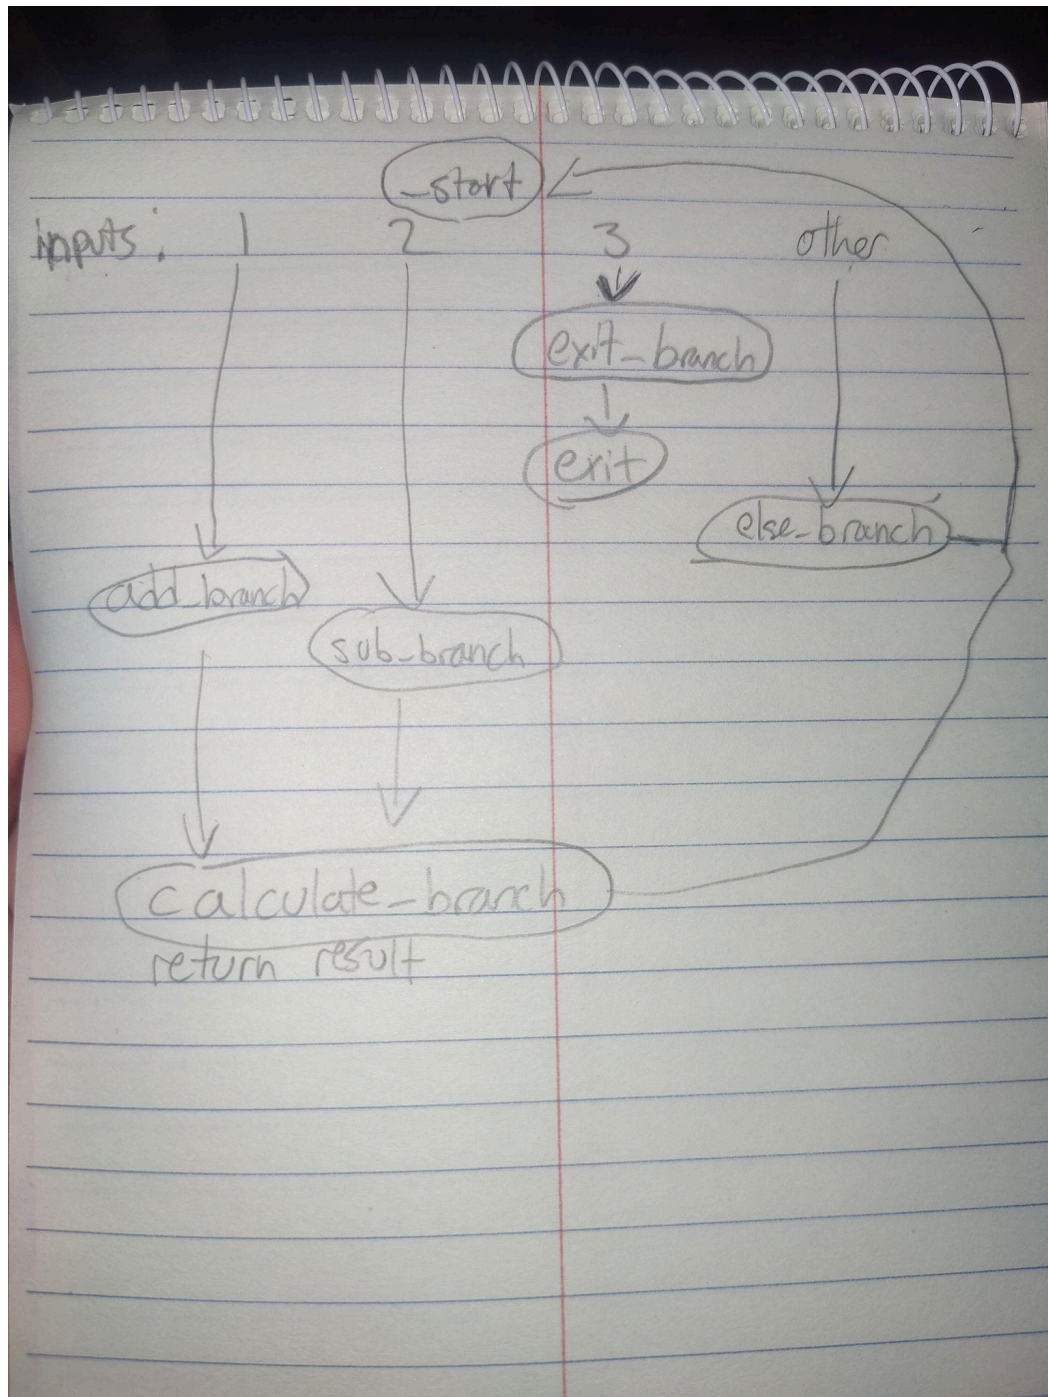 _start
inputs: 1 2 3 other
exit_branch
exit
else_branch
add_branch
sub_branch
calculate_branch
return result